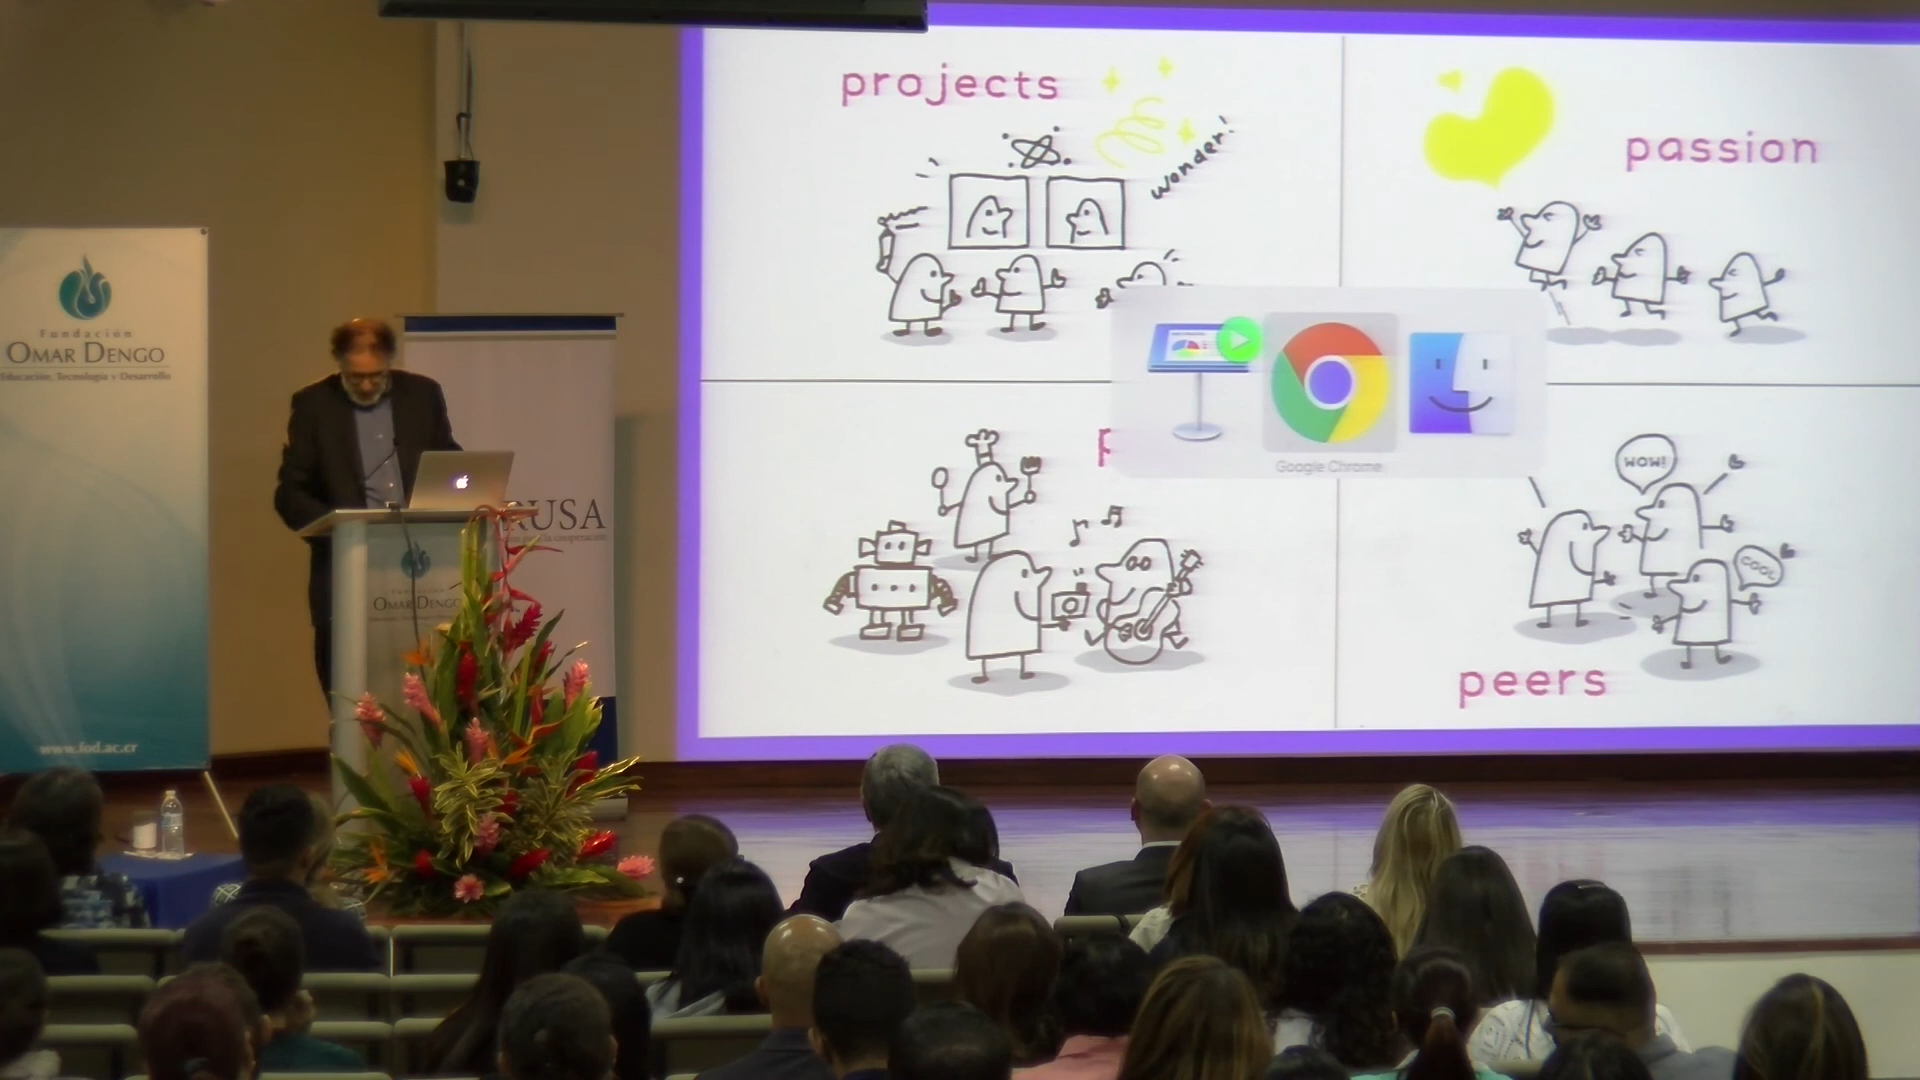 projects
wonder!
passion
Google Chrome
p
WOW!
COOL
peers
Fundación
OMAR DENGO
Educación, Tecnología y Desarrollo
www.fod.ac.cr
RUSA
OMAR DENGO